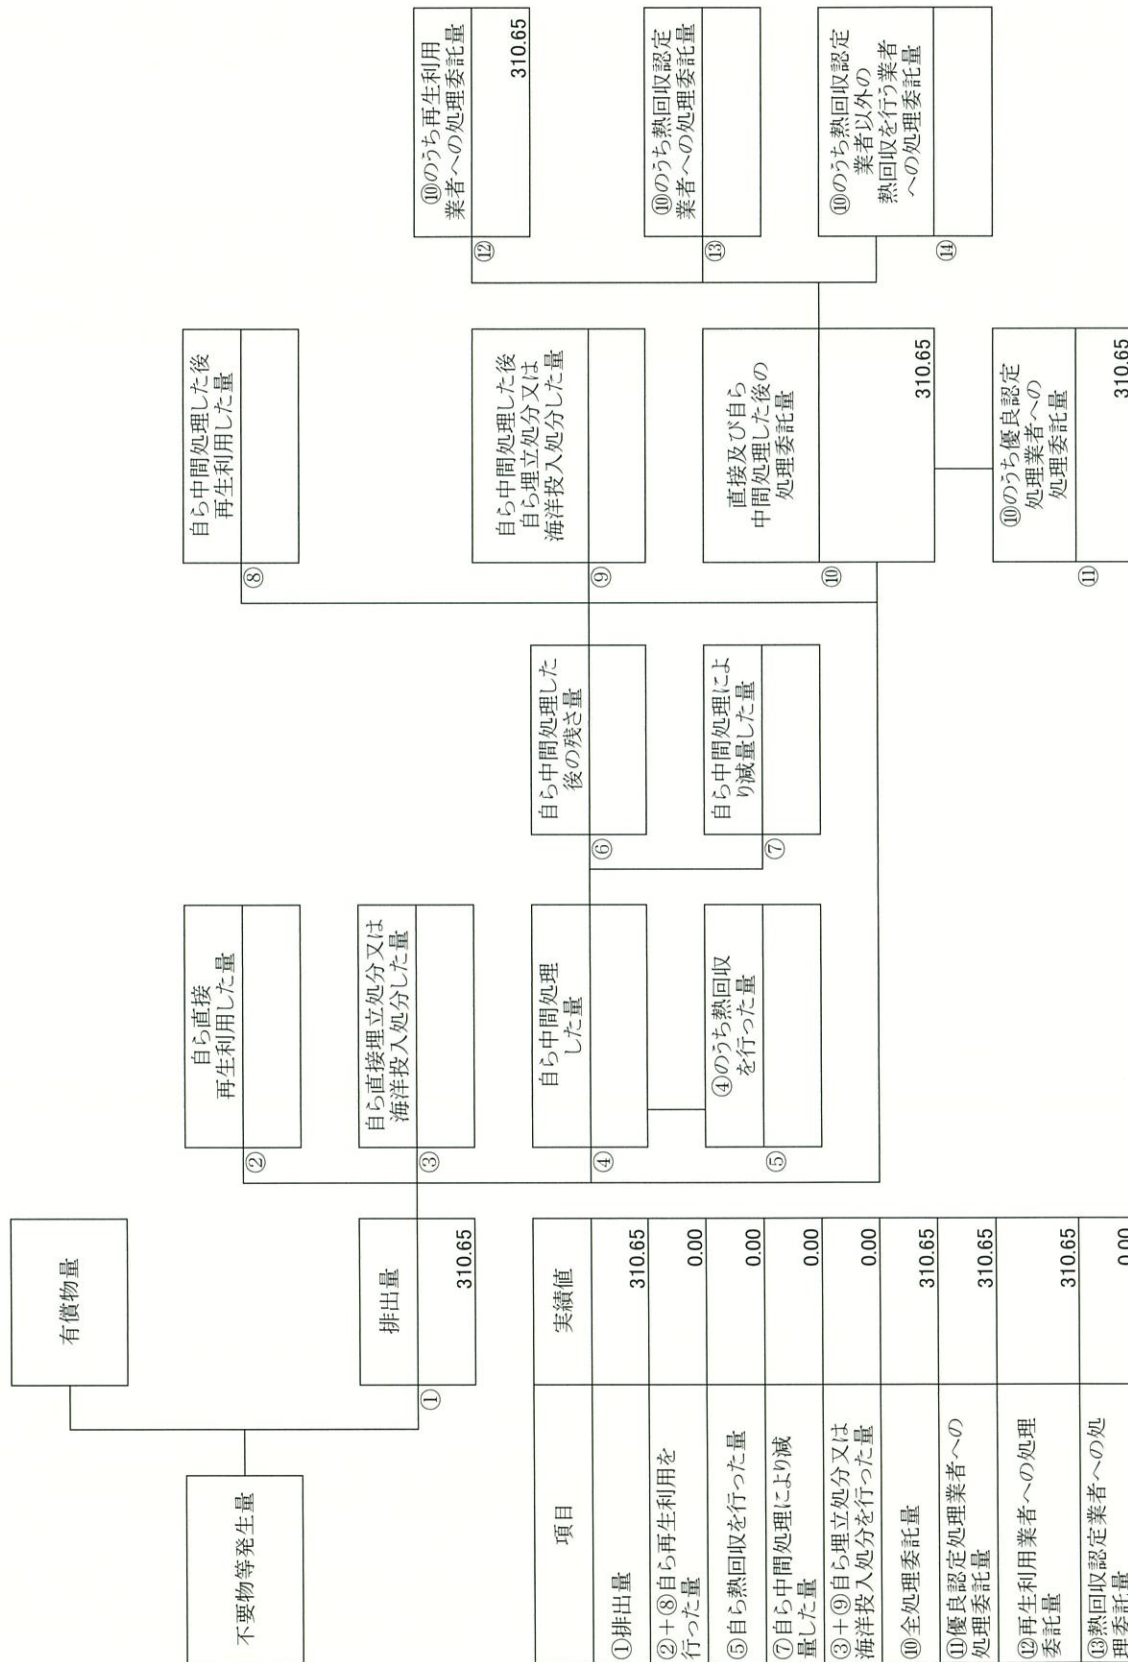 不要物等発生量
有償物量
排出量
①
310.65
自ら直接
再生利用した量
②
自ら直接埋立処分又は
海洋投入処分した量
③
自ら中間処理
した量
④
④のうち熱回収
を行った量
⑤
自ら中間処理した
後の残さ量
⑥
自ら中間処理によ
り減量した量
⑦
自ら中間処理した後
再生利用した量
⑧
自ら中間処理した後
自ら埋立処分又は
海洋投入処分した量
⑨
直接及び自ら
中間処理した後の
処理委託量
⑩
310.65
⑩のうち優良認定
処理業者への
処理委託量
⑪
310.65
⑩のうち再生利用
業者への処理委託量
⑫
310.65
⑩のうち熱回収認定
業者への処理委託量
⑬
⑩のうち熱回収認定
業者以外の
熱回収を行う業者
への処理委託量
⑭
項目 実績値
①排出量 310.65
②+⑧自ら再生利用を
行った量 0.00
⑤自ら熱回収を行った量 0.00
⑦自ら中間処理により減
量した量 0.00
③+⑨自ら埋立処分又は
海洋投入処分を行った量 0.00
⑩全処理委託量 310.65
⑪優良認定処理業者への
処理委託量 310.65
⑫再生利用業者への処理
委託量 310.65
⑬熱回収認定業者への処
理委託量 0.00